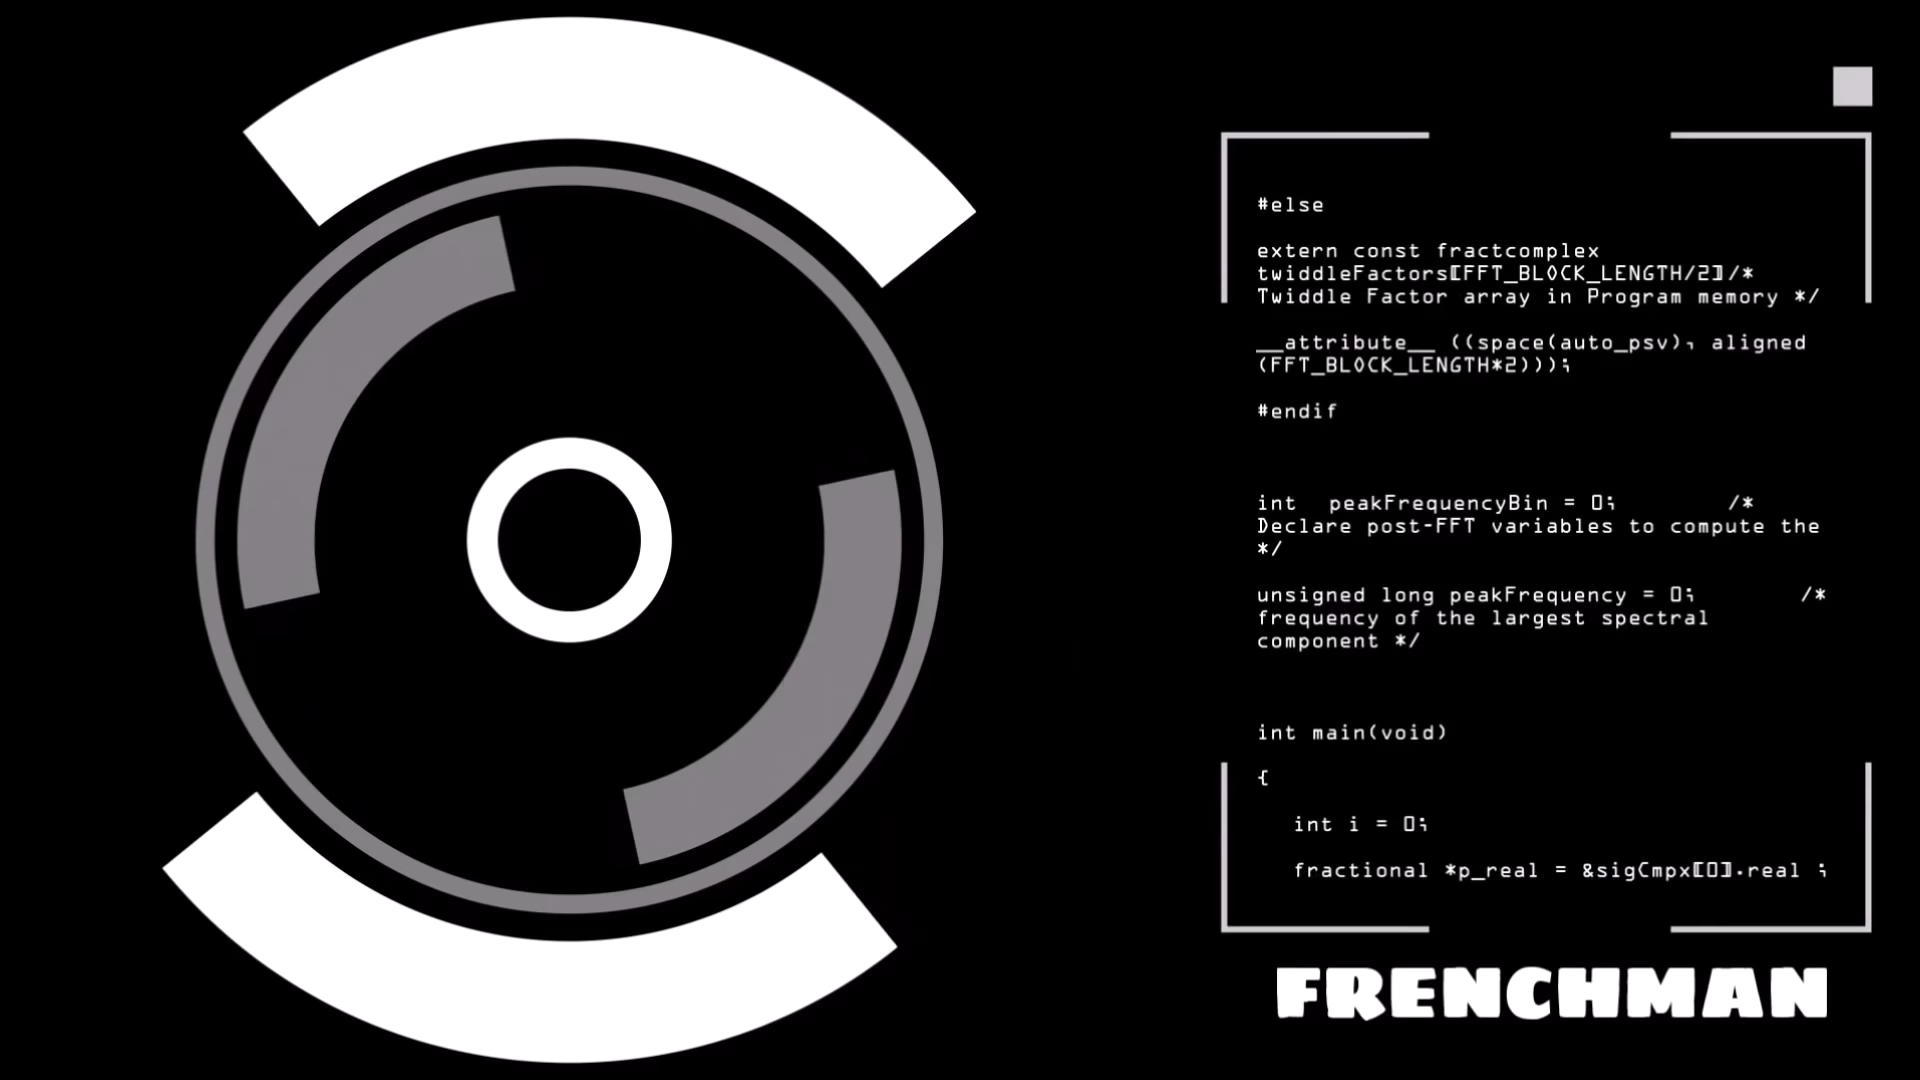 #else
extern const fractcomplex
twiddleFactors[FFT_BLOCK_LENGTH/2]/*
Twiddle Factor array in Program memory */
__attribute__ ((space(auto_psv), aligned
(FFT_BLOCK_LENGTH*2)));
#endif
int peakFrequencyBin = 0; /*
Declare post-FFT variables to compute the
*/
unsigned long peakFrequency = 0; /*
frequency of the largest spectral
component */
int main(void)
{
int i = 0;
fractional *p_real = &sigCmpx[0].real ;
FRENCHMAN